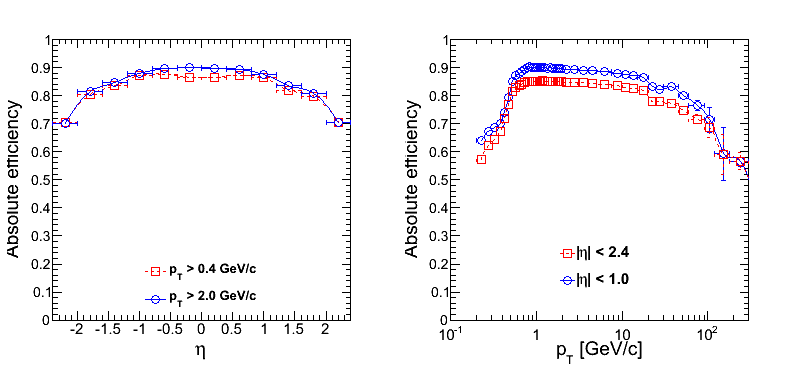 Absolute efficiency
1
0.9
0.8
0.7
0.6
0.5
0.4
0.3
0.2
0.1
0
p_T > 0.4 GeV/c
p_T > 2.0 GeV/c
-2 -1.5 -1 -0.5 0 0.5 1 1.5 2
η
Absolute efficiency
1
0.9
0.8
0.7
0.6
0.5
0.4
0.3
0.2
0.1
0
|η| < 2.4
|η| < 1.0
10^-1 1 10 10^2
p_T [GeV/c]